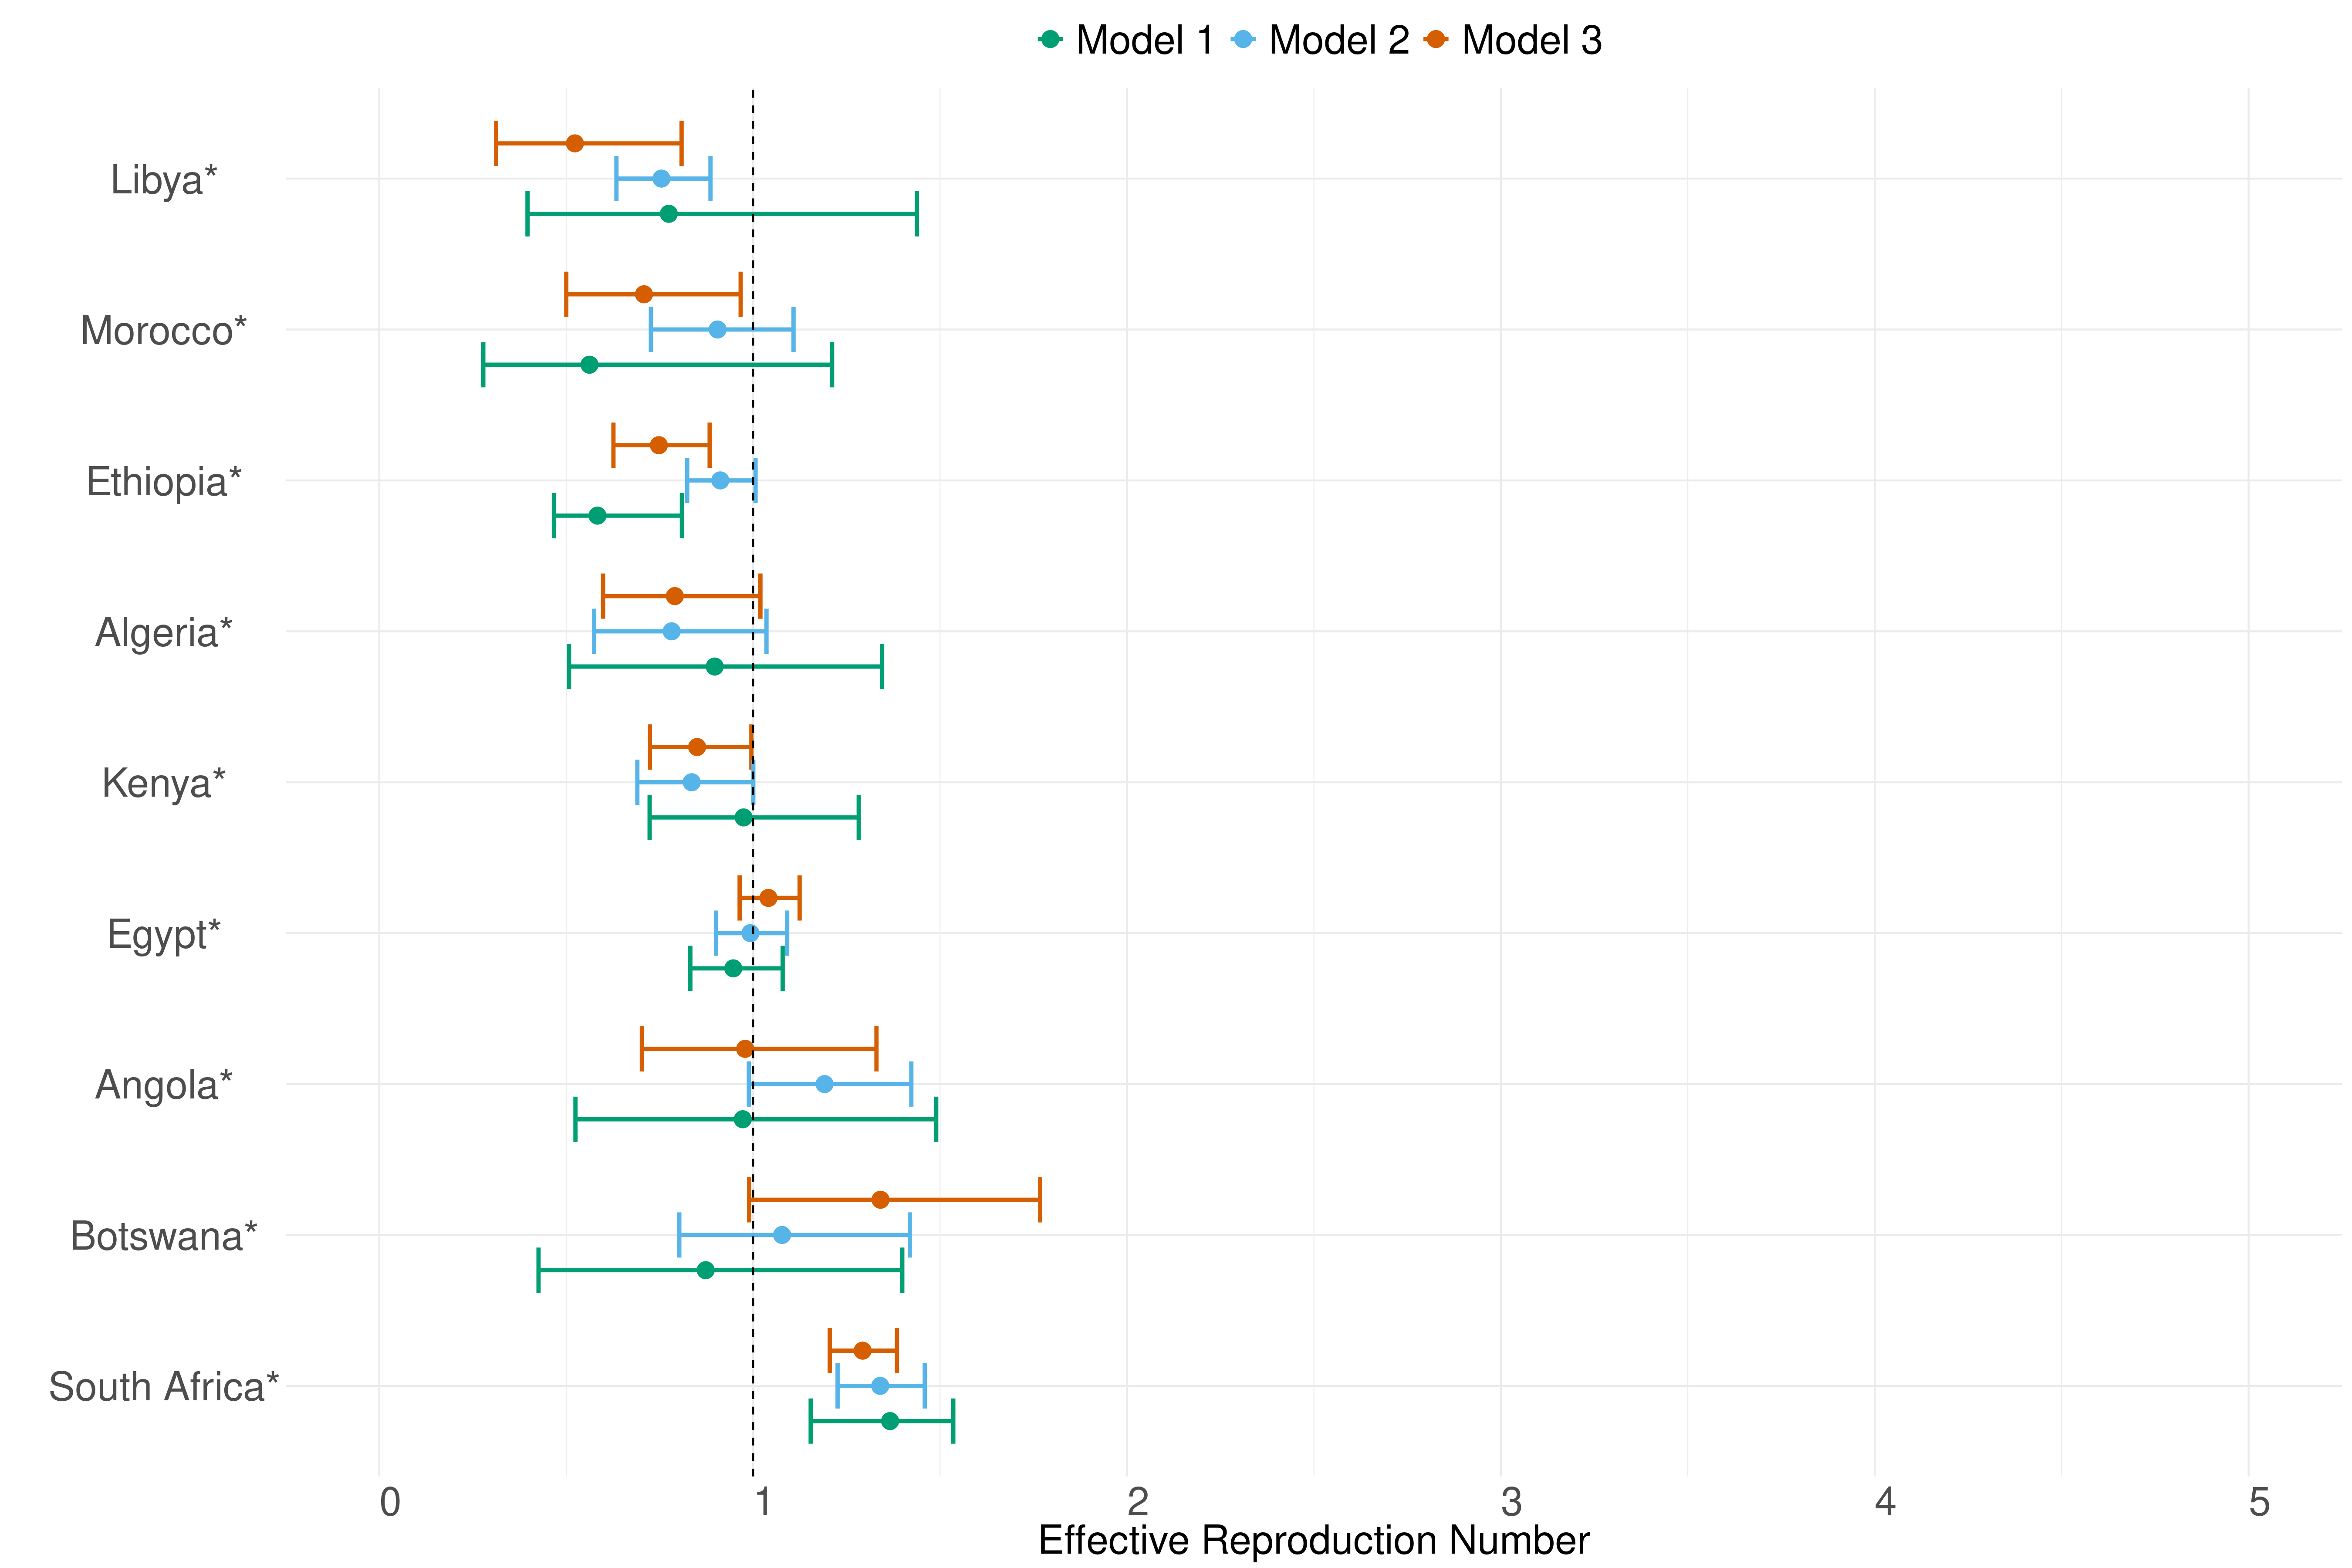 Model 1 Model 2 Model 3
Libya*
Morocco*
Ethiopia*
Algeria*
Kenya*
Egypt*
Angola*
Botswana*
South Africa*
0 1 2 3 4 5
Effective Reproduction Number